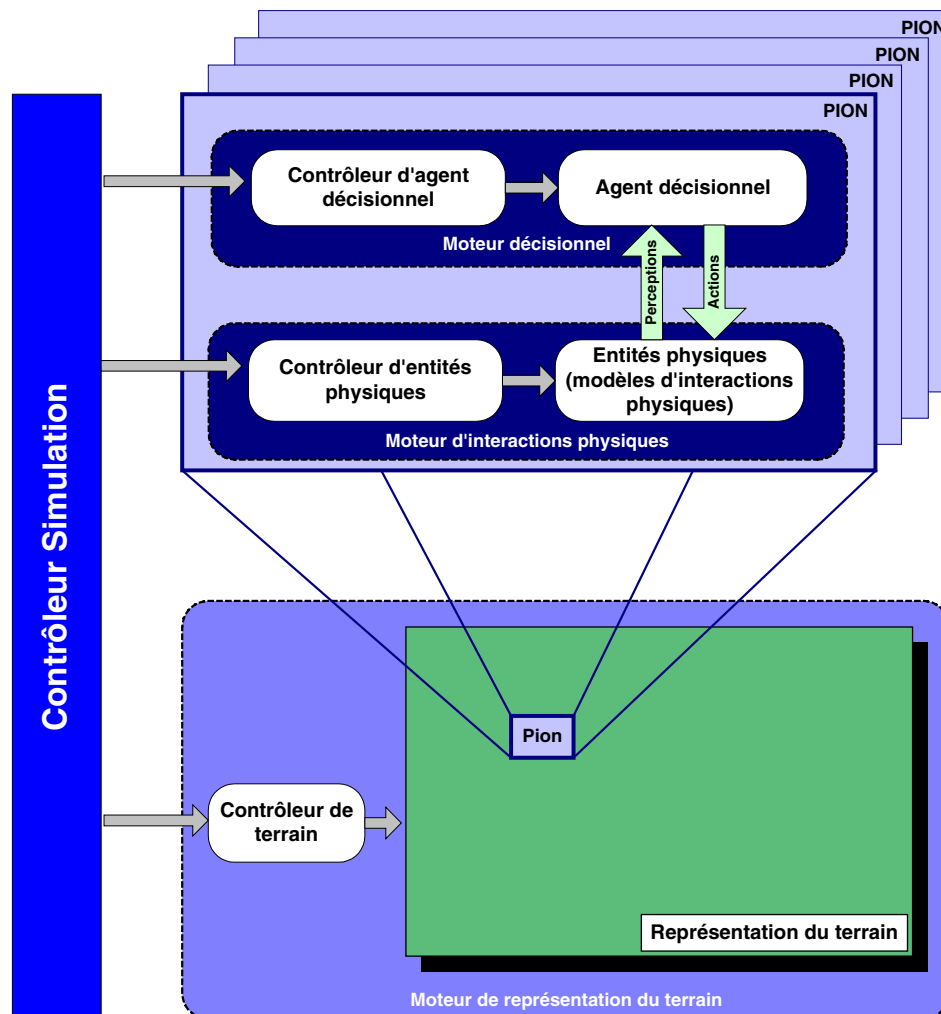 PION
PION
PION
PION
Contrôleur d'agent
décisionnel
Agent décisionnel
Moteur décisionnel
Perceptions
Actions
Contrôleur d'entités
physiques
Entités physiques
(modèles d'interactions
physiques)
Moteur d'interactions physiques
Contrôleur Simulation
Pion
Contrôleur de
terrain
Représentation du terrain
Moteur de représentation du terrain